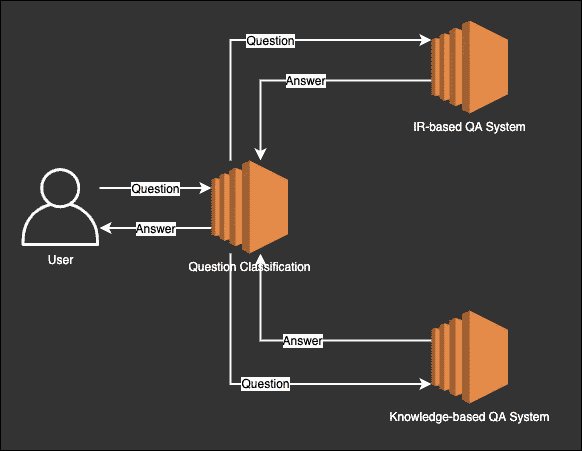 Question
Answer
IR-based QA System
Question
Answer
User
Question Classification
Answer
Question
Knowledge-based QA System